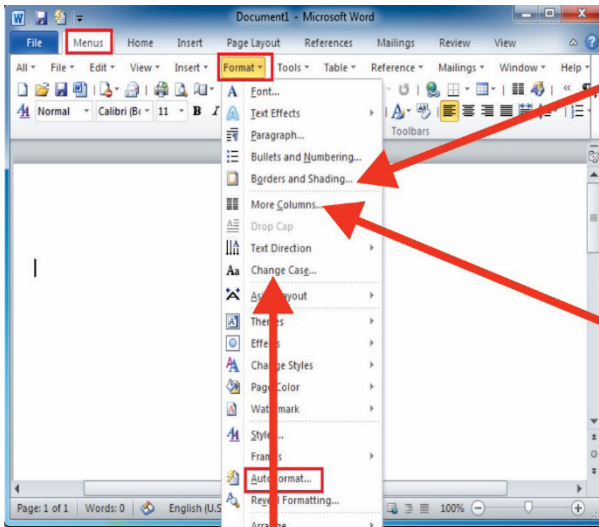 Document1 - Microsoft Word
File Menus Home Insert Page Layout References Mailings Review View
All File Edit View Insert Format Tools Table Reference Mailings Window Help
Normal Calibri (B 11 B I
Toolbars
Font...
Text Effects
Paragraph...
Bullets and Numbering...
Borders and Shading...
More Columns...
Drop Cap
Text Direction
Aa Change Case...
Asian Layout
Themes
Effects
Change Styles
Page Color
Watermark
Styles...
Frames
AutoFormat...
Reveal Formatting...
Arrange
Page: 1 of 1 Words: 0 English (U.S 100%